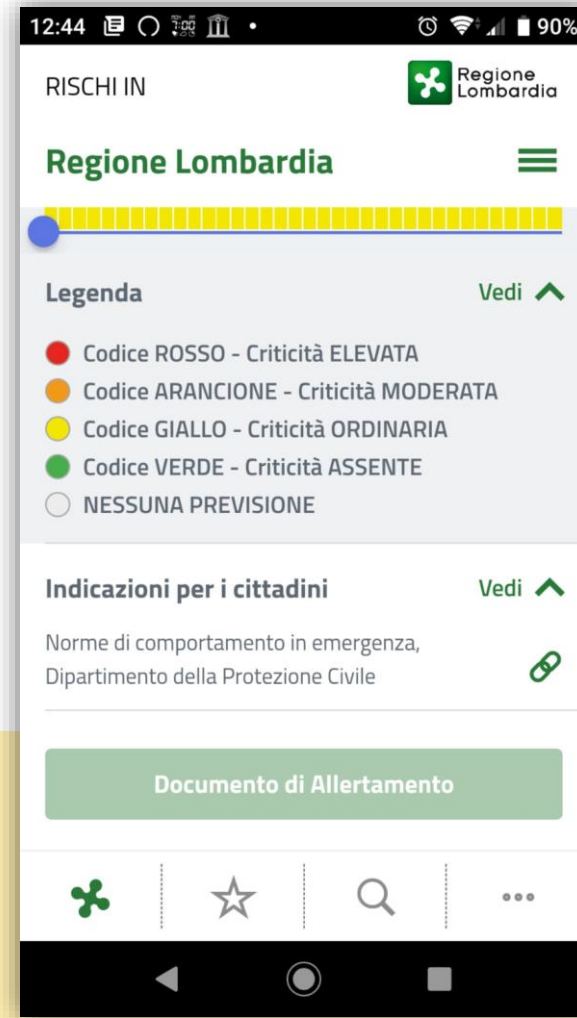 12:44
90%
RISCHI IN
Regione
Lombardia
Regione Lombardia
Legenda
Vedi
Codice ROSSO - Criticità ELEVATA
Codice ARANCIONE - Criticità MODERATA
Codice GIALLO - Criticità ORDINARIA
Codice VERDE - Criticità ASSENTE
NESSUNA PREVISIONE
Indicazioni per i cittadini
Vedi
Norme di comportamento in emergenza,
Dipartimento della Protezione Civile
Documento di Allertamento